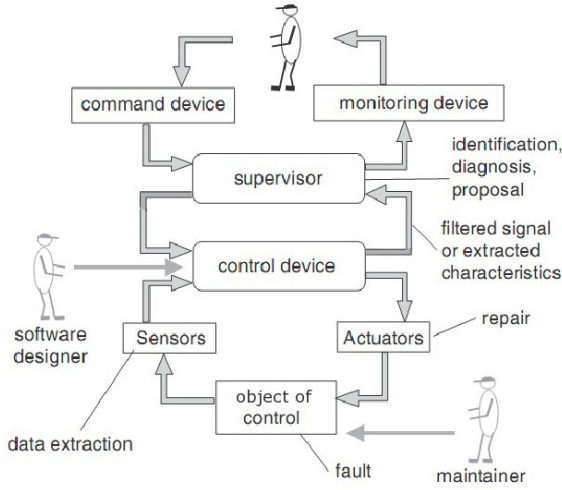 command device
monitoring device
identification,
diagnosis,
proposal
supervisor
filtered signal
or extracted
characteristics
control device
software
designer
Sensors
Actuators
repair
object of
control
data extraction
fault
maintainer